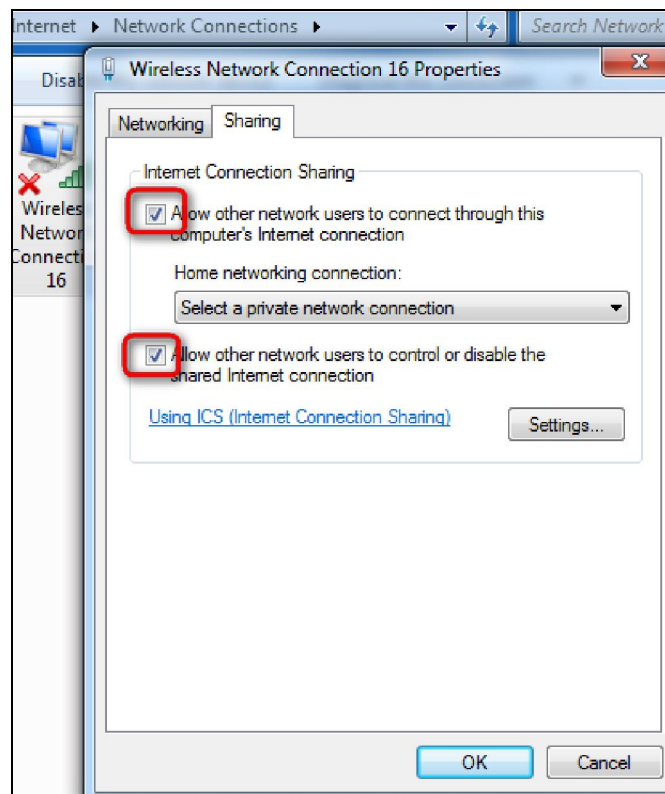 Internet ▸ Network Connections ▸
Search Network
Disab
Wireless Network Connection 16 Properties
Wireles
Networ
Connecti
16
Networking
Sharing
Internet Connection Sharing
Allow other network users to connect through this
computer's Internet connection
Home networking connection:
Select a private network connection
Allow other network users to control or disable the
shared Internet connection
Using ICS (Internet Connection Sharing)
Settings...
OK
Cancel